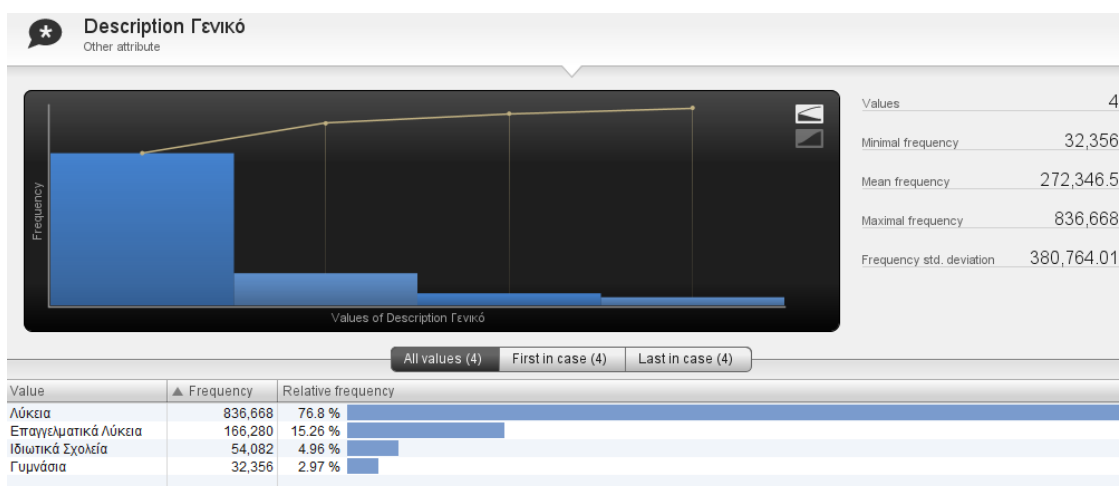 Description Γενικό
Other attribute
Frequency
Values of Description Γενικό
Values 4
Minimal frequency 32,356
Mean frequency 272,346.5
Maximal frequency 836,668
Frequency std. deviation 380,764.01
All values (4) First in case (4) Last in case (4)
Value ▲ Frequency Relative frequency
Λύκεια 836,668 76.8 %
Επαγγελματικά Λύκεια 166,280 15.26 %
Ιδιωτικά Σχολεία 54,082 4.96 %
Γυμνάσια 32,356 2.97 %